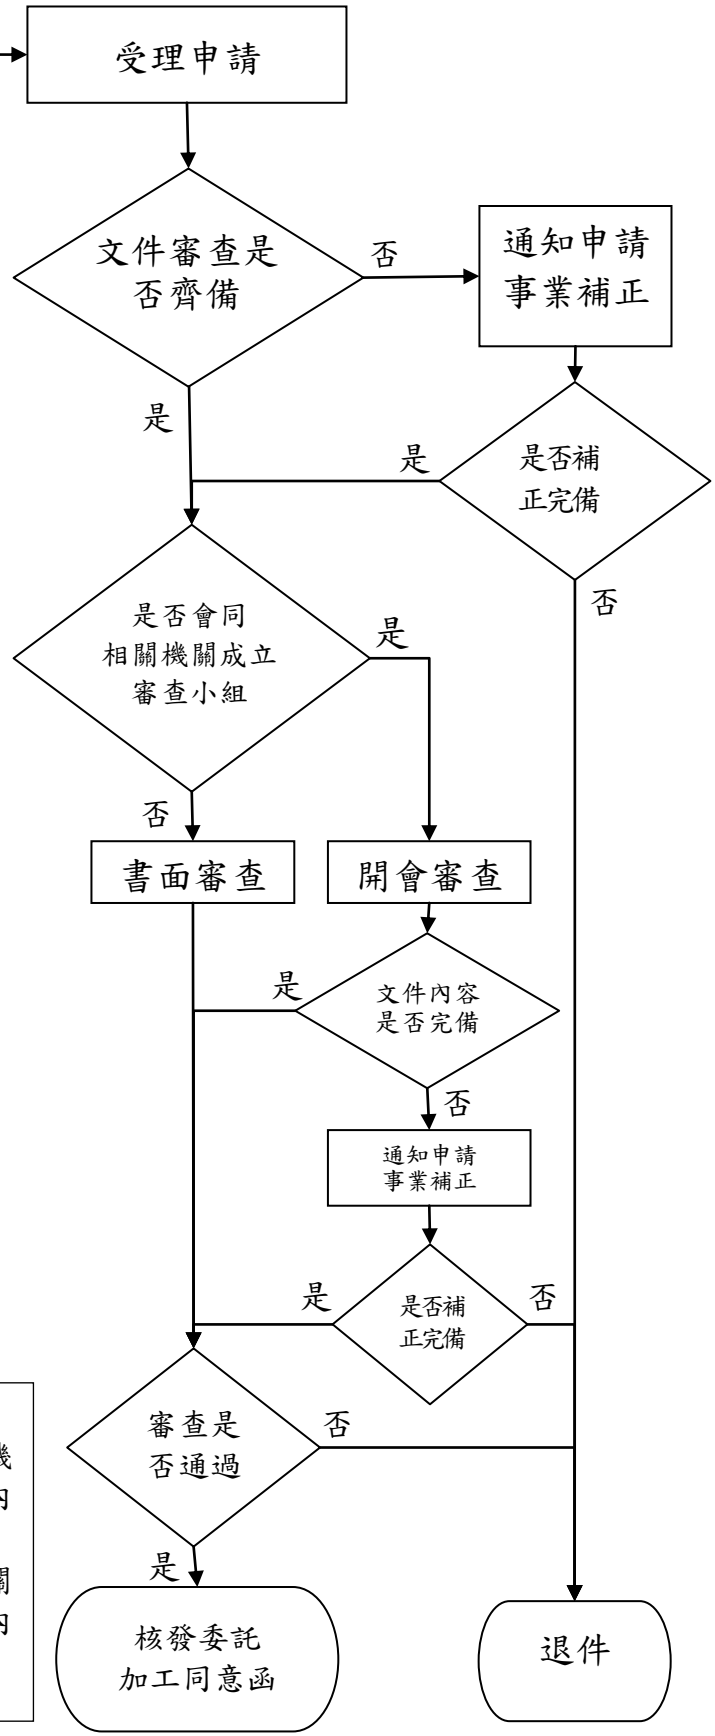 受理申請
文件審查是
否齊備
否
通知申請
事業補正
是
是
是否補
正完備
否
是否會同
相關機關成立
審查小組
是
否
書面審查
開會審查
是
文件內容
是否完備
否
通知申請
事業補正
是
是否補
正完備
否
審查是
否通過
否
機
內
關
內
是
核發委託
加工同意函
退件